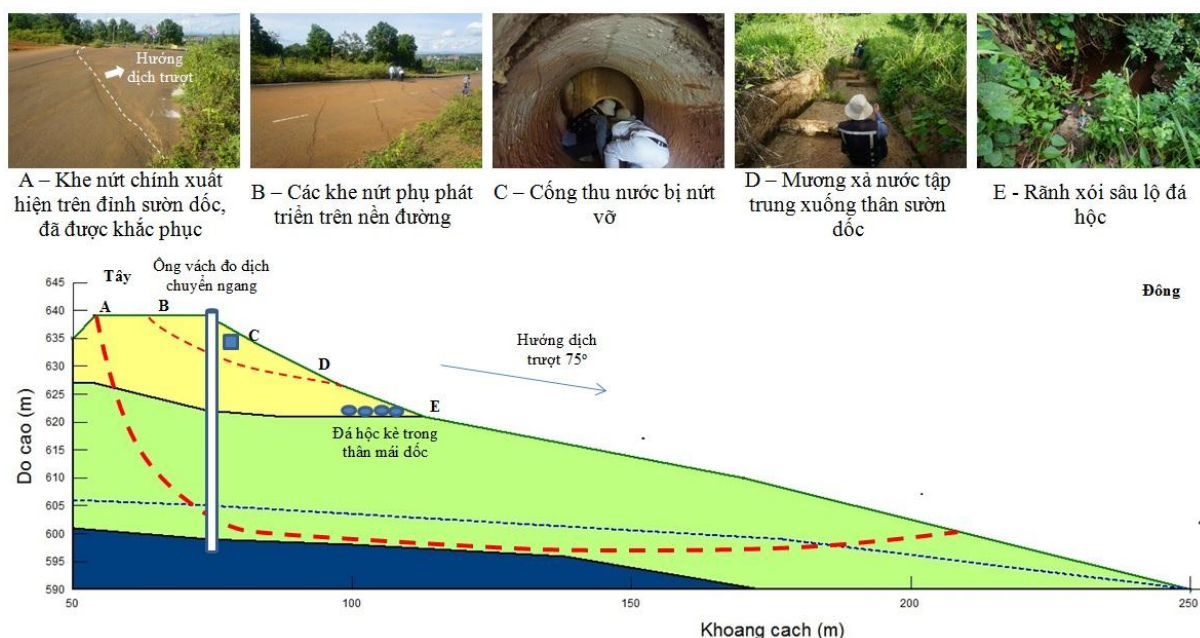 Hướng
dịch trượt
A – Khe nứt chính xuất
hiện trên đỉnh sườn dốc,
đã được khắc phục
B – Các khe nứt phụ phát
triển trên nền đường
C – Cống thu nước bị nứt
vỡ
D – Mương xả nước tập
trung xuống thân sườn
dốc
E - Rãnh xói sâu lộ đá
hộc
Ông vách đo dịch
chuyển ngang
Tây
Đông
A
B
C
D
E
Hướng dịch
trượt 75°
Đá hộc kè trong
thân mái dốc
Do cao (m)
645
640
635
630
625
620
615
610
605
600
595
590
50
100
150
200
250
Khoang cach (m)